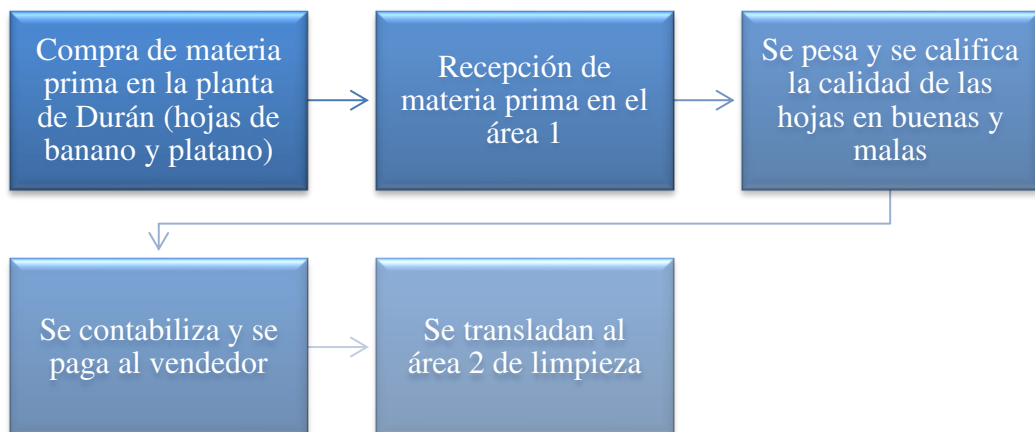 Compra de materia
prima en la planta
de Durán (hojas de
banano y platano)
Recepción de
materia prima en el
área 1
Se pesa y se califica
la calidad de las
hojas en buenas y
malas
Se contabiliza y se
paga al vendedor
Se transladan al
área 2 de limpieza